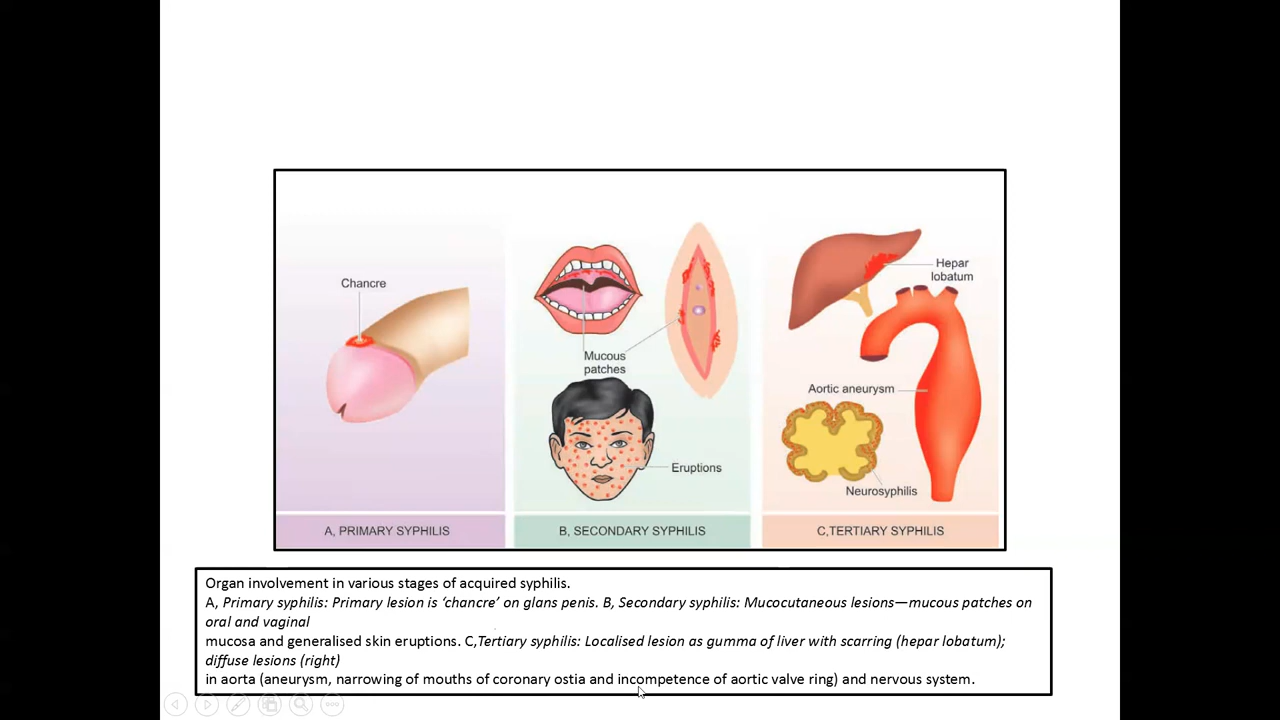 Chancre
Hepar
lobatum
Mucous
patches
Aortic aneurysm
Eruptions
Neurosyphilis
A, PRIMARY SYPHILIS
B, SECONDARY SYPHILIS
C,TERTIARY SYPHILIS
Organ involvement in various stages of acquired syphilis.
A, Primary syphilis: Primary lesion is ‘chancre’ on glans penis. B, Secondary syphilis: Mucocutaneous lesions—mucous patches on
oral and vaginal
mucosa and generalised skin eruptions. C,Tertiary syphilis: Localised lesion as gumma of liver with scarring (hepar lobatum);
diffuse lesions (right)
in aorta (aneurysm, narrowing of mouths of coronary ostia and incompetence of aortic valve ring) and nervous system.